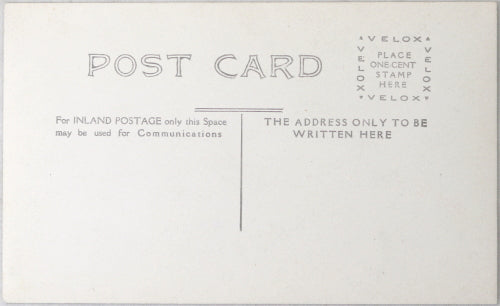 POST CARD
VELOX
VELOX
VELOX
VELOX
PLACE
ONE CENT
STAMP
HERE
For INLAND POSTAGE only this Space
may be used for Communications
THE ADDRESS ONLY TO BE
WRITTEN HERE